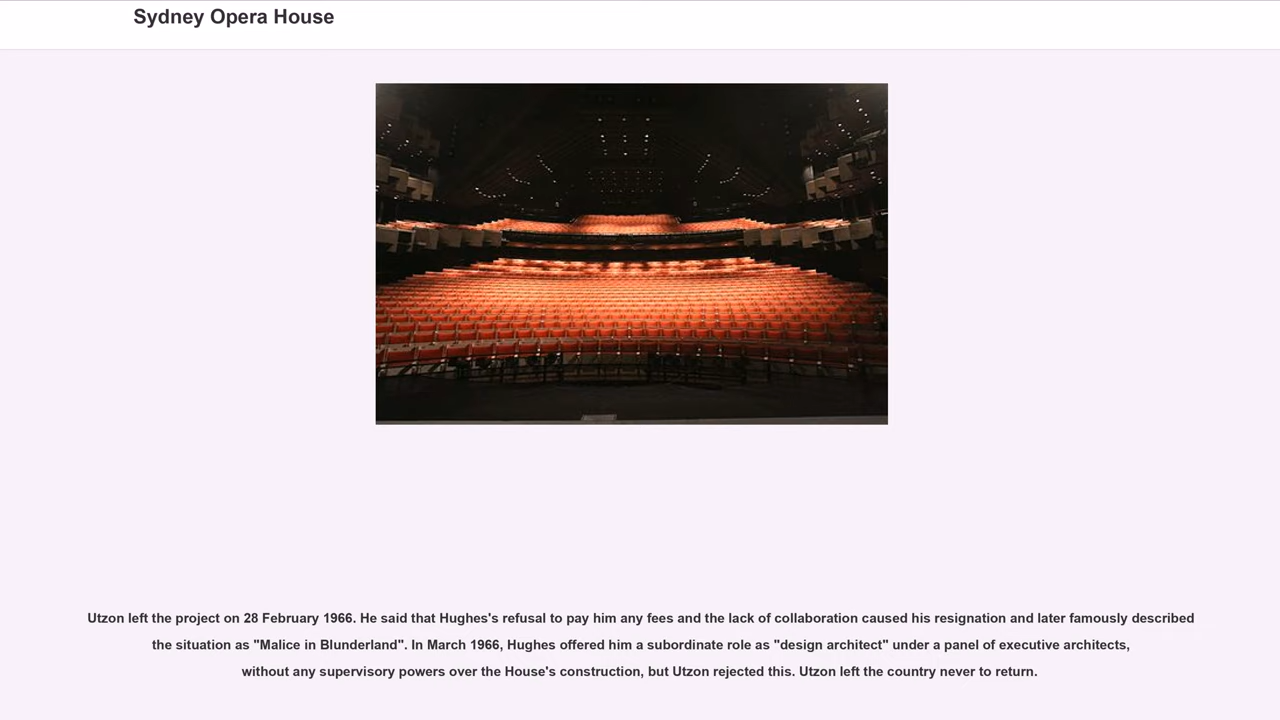 Sydney Opera House
Utzon left the project on 28 February 1966. He said that Hughes's refusal to pay him any fees and the lack of collaboration caused his resignation and later famously described
the situation as "Malice in Blunderland". In March 1966, Hughes offered him a subordinate role as "design architect" under a panel of executive architects,
without any supervisory powers over the House's construction, but Utzon rejected this. Utzon left the country never to return.